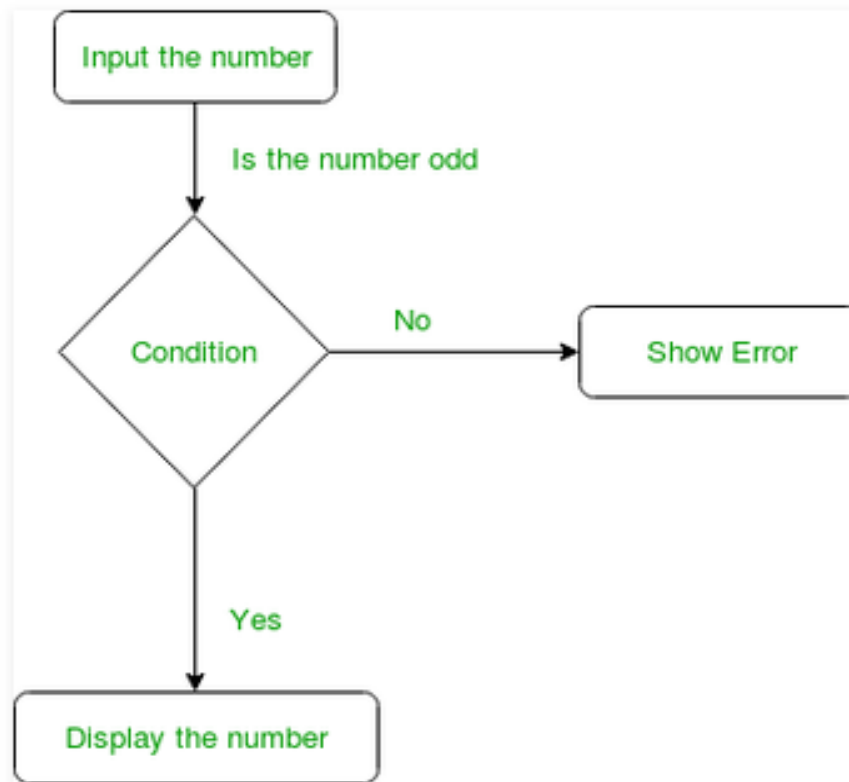 Input the number
Is the number odd
No
Condition
Show Error
Yes
Display the number